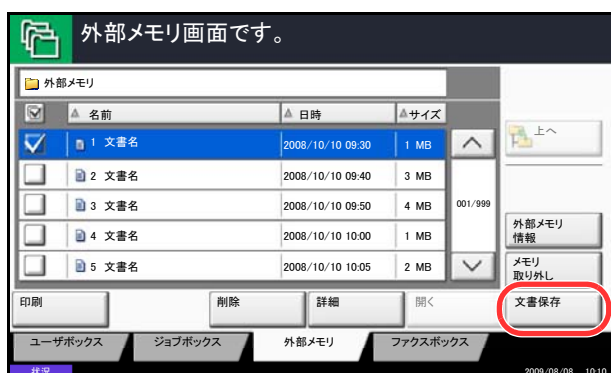 外部メモリ画面です。
外部メモリ
名前 日時 サイズ
1 文書名 2008/10/10 09:30 1 MB
2 文書名 2008/10/10 09:40 3 MB
3 文書名 2008/10/10 09:50 4 MB
4 文書名 2008/10/10 10:00 1 MB
5 文書名 2008/10/10 10:05 2 MB
001/999
上へ
外部メモリ
情報
メモリ
取り外し
印刷 削除 詳細 開く 文書保存
ユーザボックス ジョブボックス 外部メモリ ファクスボックス
状況 2009/08/08 10:10